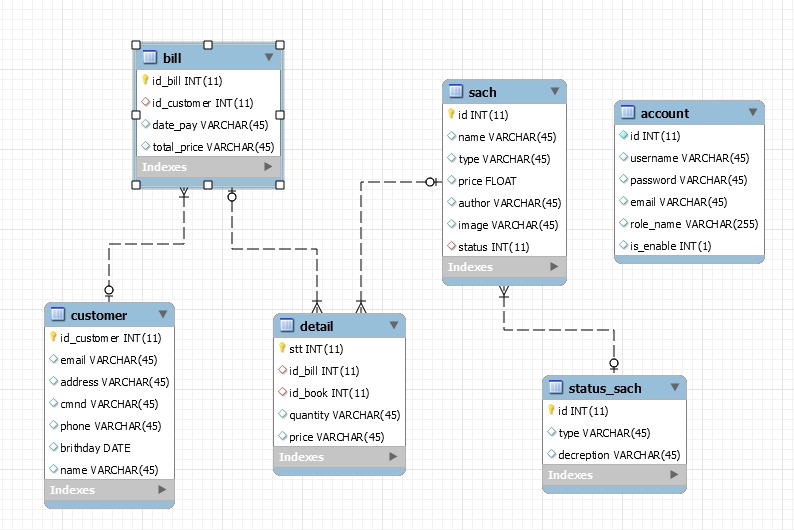 bill
id_bill INT(11)
id_customer INT(11)
date_pay VARCHAR(45)
total_price VARCHAR(45)
Indexes
sach
id INT(11)
name VARCHAR(45)
type VARCHAR(45)
price FLOAT
author VARCHAR(45)
image VARCHAR(45)
status INT(11)
Indexes
account
id INT(11)
username VARCHAR(45)
password VARCHAR(45)
email VARCHAR(45)
role_name VARCHAR(255)
is_enable INT(1)
customer
id_customer INT(11)
email VARCHAR(45)
address VARCHAR(45)
cmnd VARCHAR(45)
phone VARCHAR(45)
brithday DATE
name VARCHAR(45)
Indexes
detail
stt INT(11)
id_bill INT(11)
id_book INT(11)
quantity VARCHAR(45)
price VARCHAR(45)
Indexes
status_sach
id INT(11)
type VARCHAR(45)
decreption VARCHAR(45)
Indexes